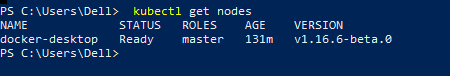 PS C:\Users\Dell> kubectl get nodes
NAME STATUS ROLES AGE VERSION
docker-desktop Ready master 131m v1.16.6-beta.0
PS C:\Users\Dell>